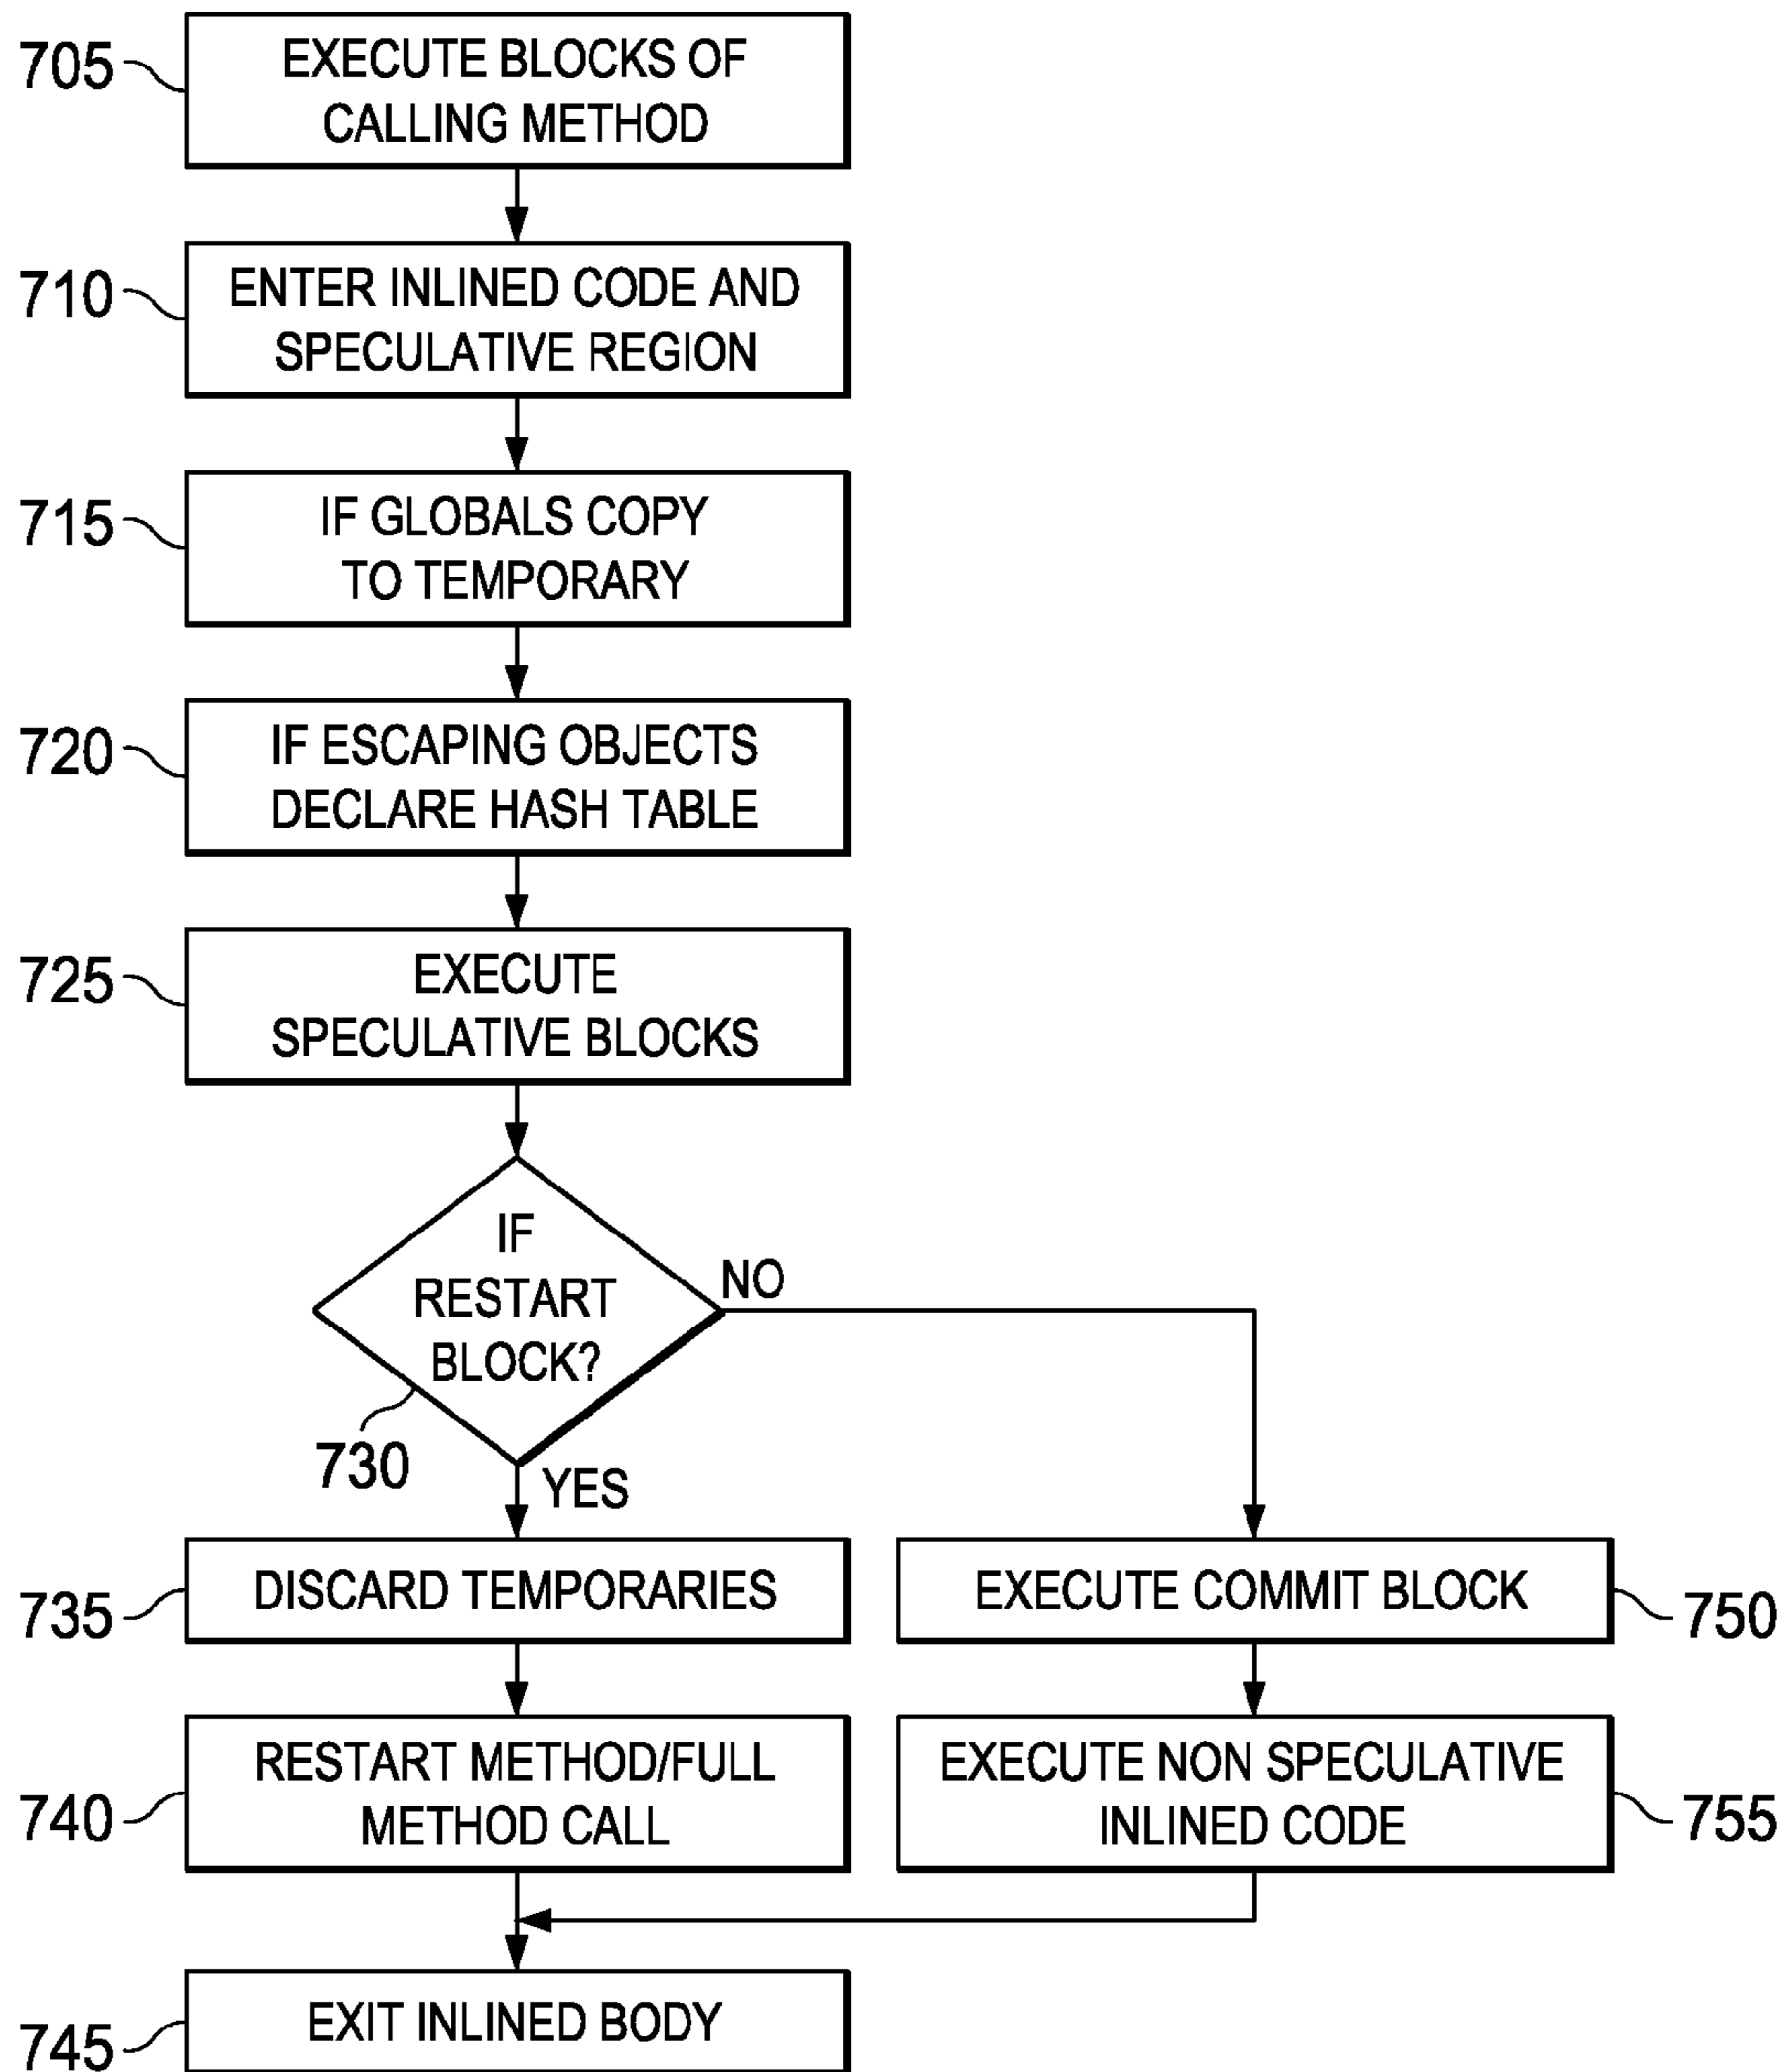 705
EXECUTE BLOCKS OF
CALLING METHOD
710
ENTER INLINED CODE AND
SPECULATIVE REGION
715
IF GLOBALS COPY
TO TEMPORARY
720
IF ESCAPING OBJECTS
DECLARE HASH TABLE
725
EXECUTE
SPECULATIVE BLOCKS
IF
RESTART
BLOCK?
NO
730
YES
735
DISCARD TEMPORARIES
EXECUTE COMMIT BLOCK
750
740
RESTART METHOD/FULL
METHOD CALL
EXECUTE NON SPECULATIVE
INLINED CODE
755
745
EXIT INLINED BODY